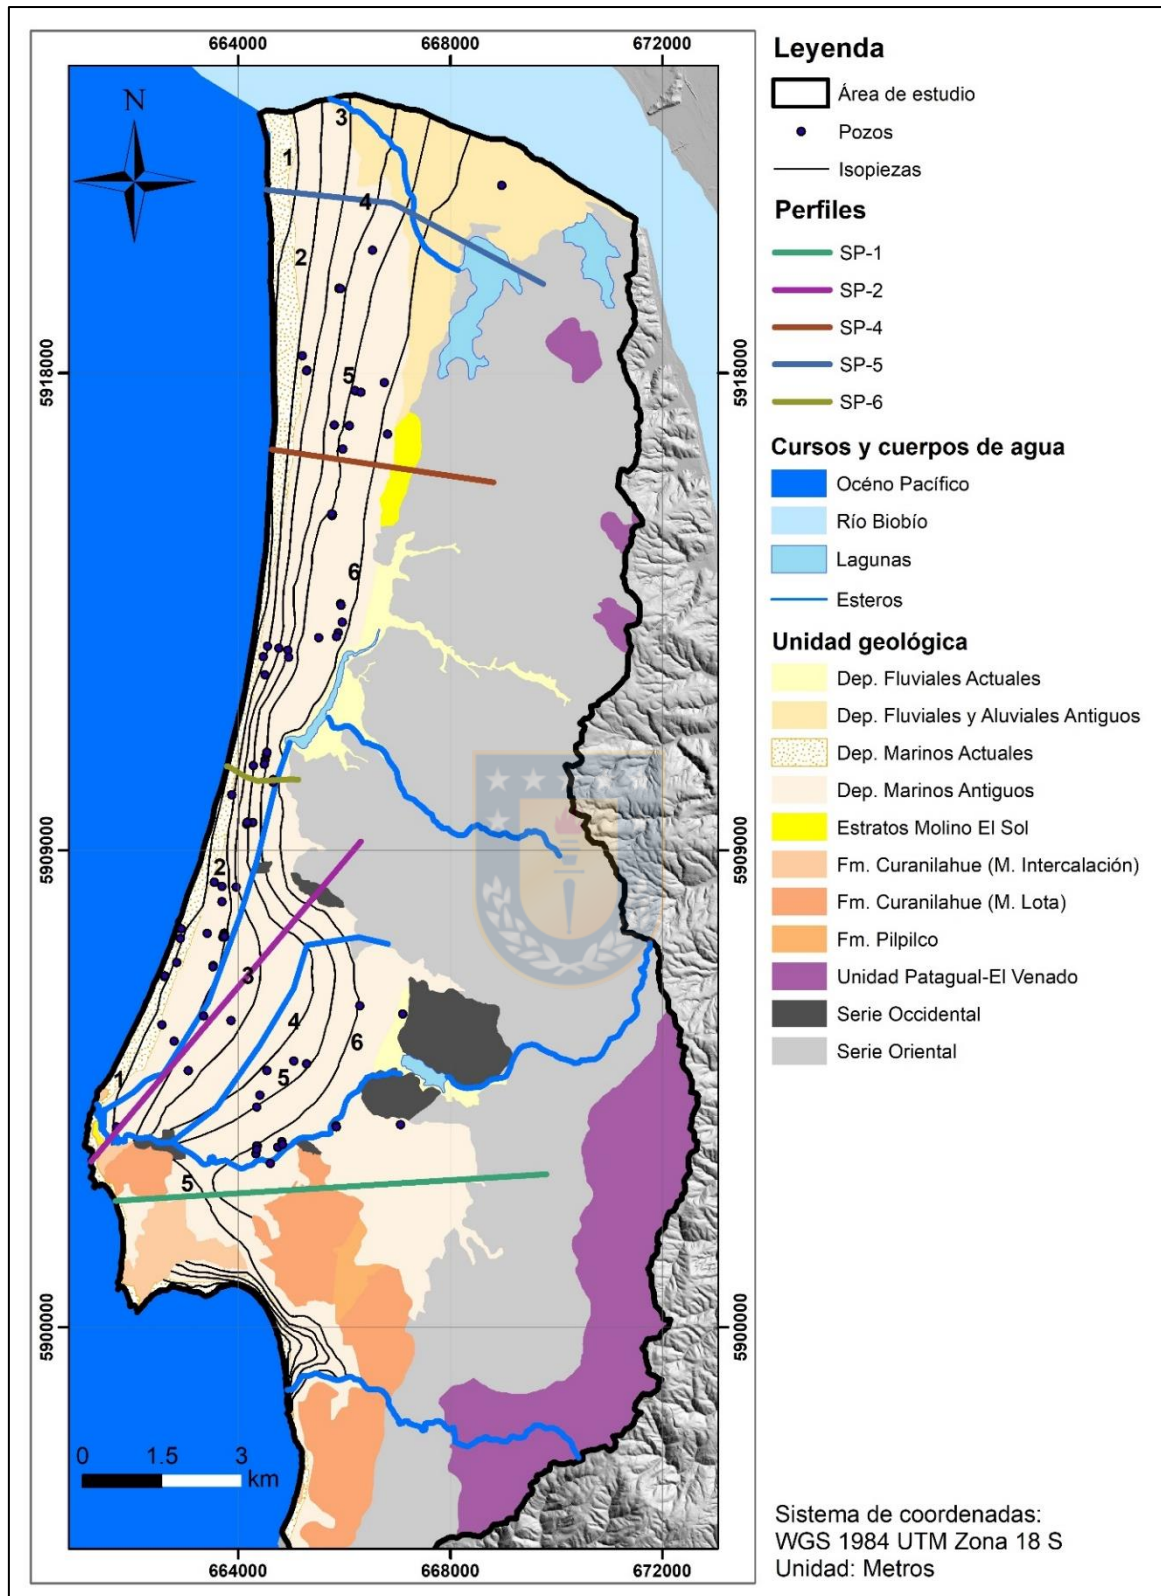 664000
668000
672000
N
3
1
4
2
5
6
2
3
4
6
5
1
5
5918000
5909000
5900000
5918000
5909000
5900000
0
1.5
3
km
664000
668000
672000
Leyenda
Área de estudio
Pozos
Isopiezas
Perfiles
SP-1
SP-2
SP-4
SP-5
SP-6
Cursos y cuerpos de agua
Océno Pacífico
Río Biobío
Lagunas
Esteros
Unidad geológica
Dep. Fluviales Actuales
Dep. Fluviales y Aluviales Antiguos
Dep. Marinos Actuales
Dep. Marinos Antiguos
Estratos Molino El Sol
Fm. Curanilahue (M. Intercalación)
Fm. Curanilahue (M. Lota)
Fm. Pilpilco
Unidad Patagual-El Venado
Serie Occidental
Serie Oriental
Sistema de coordenadas:
WGS 1984 UTM Zona 18 S
Unidad: Metros